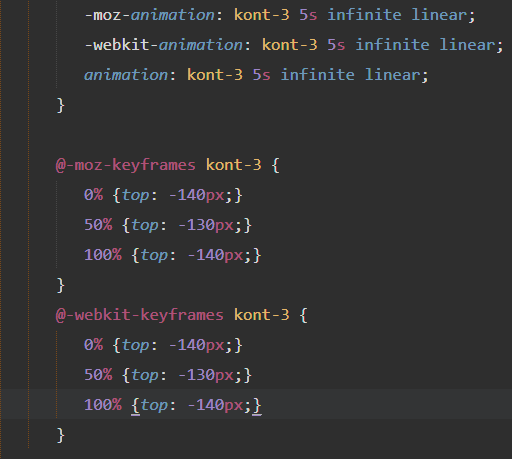 -moz-animation: kont-3 5s infinite linear;
-webkit-animation: kont-3 5s infinite linear;
animation: kont-3 5s infinite linear;
}
@-moz-keyframes kont-3 {
0% {top: -140px;}
50% {top: -130px;}
100% {top: -140px;}
}
@-webkit-keyframes kont-3 {
0% {top: -140px;}
50% {top: -130px;}
100% {top: -140px;}
}